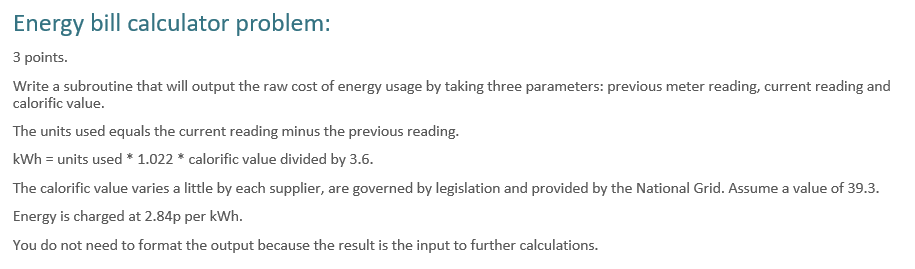 Energy bill calculator problem:
3 points.
Write a subroutine that will output the raw cost of energy usage by taking three parameters: previous meter reading, current reading and
calorific value.
The units used equals the current reading minus the previous reading.
kWh = units used * 1.022 * calorific value divided by 3.6.
The calorific value varies a little by each supplier, are governed by legislation and provided by the National Grid. Assume a value of 39.3.
Energy is charged at 2.84p per kWh.
You do not need to format the output because the result is the input to further calculations.